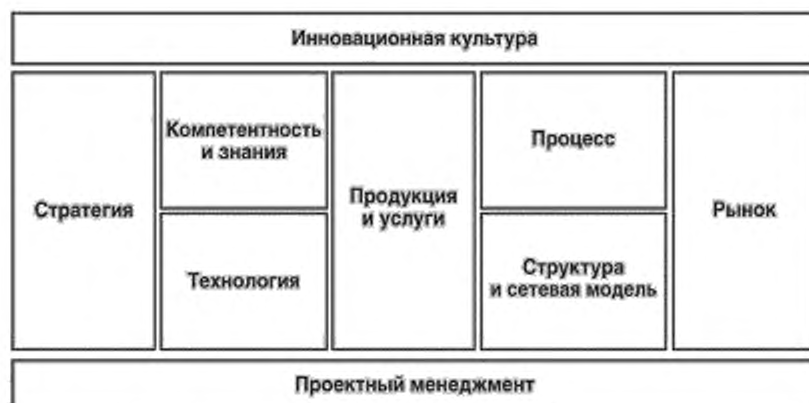 Инновационная культура
Стратегия
Компетентность
и знания
Технология
Продукция
и услуги
Процесс
Структура
и сетевая модель
Рынок
Проектный менеджмент